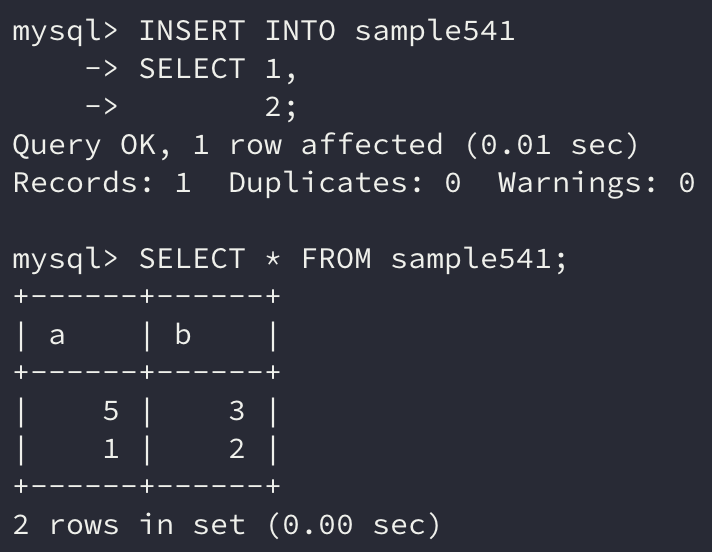 mysql> INSERT INTO sample541
    -> SELECT 1,
    ->        2;
Query OK, 1 row affected (0.01 sec)
Records: 1  Duplicates: 0  Warnings: 0

mysql> SELECT * FROM sample541;
+------+------+
| a    | b    |
+------+------+
|    5 |    3 |
|    1 |    2 |
+------+------+
2 rows in set (0.00 sec)